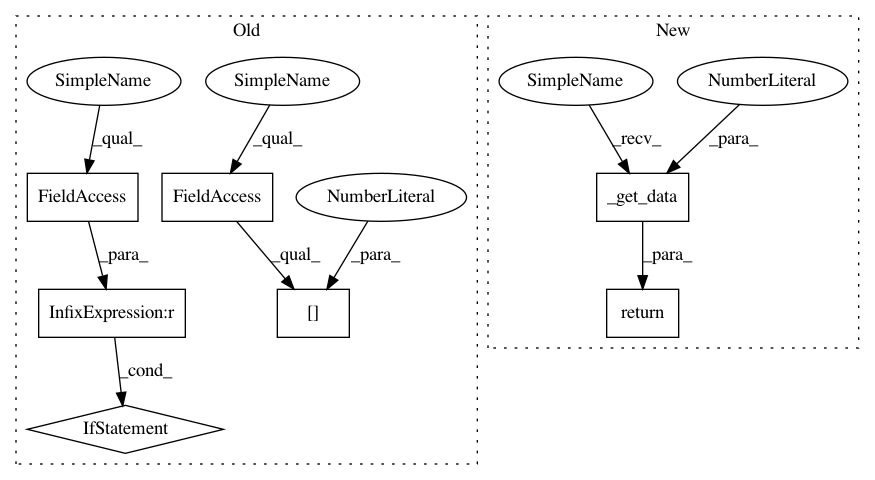 Old
New
SimpleName
SimpleName
SimpleName
NumberLiteral
_qual_
_qual_
_recv_
_para_
FieldAccess
FieldAccess
NumberLiteral
_get_data
_para_
_qual_
_para_
_para_
InfixExpression:r
[]
return
_cond_
IfStatement